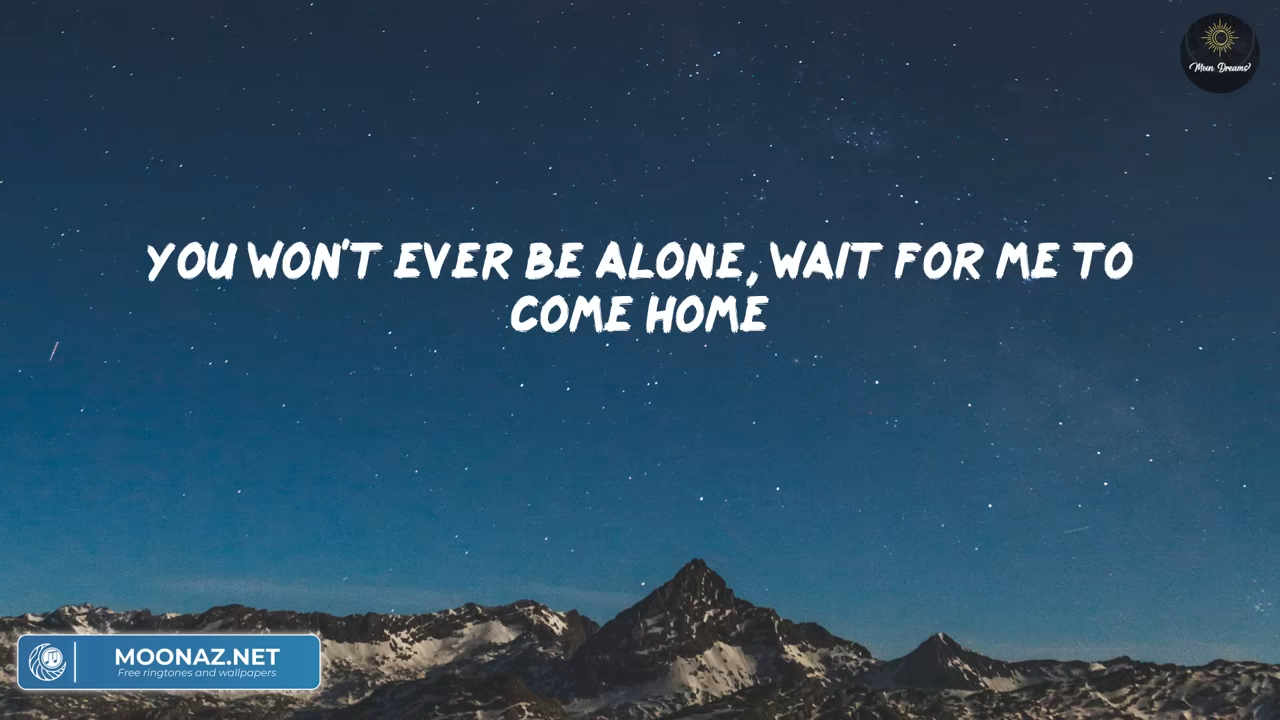 Moon Dreams
YOU WON'T EVER BE ALONE, WAIT FOR ME TO
COME HOME
MOONAZ.NET
Free ringtones and wallpapers